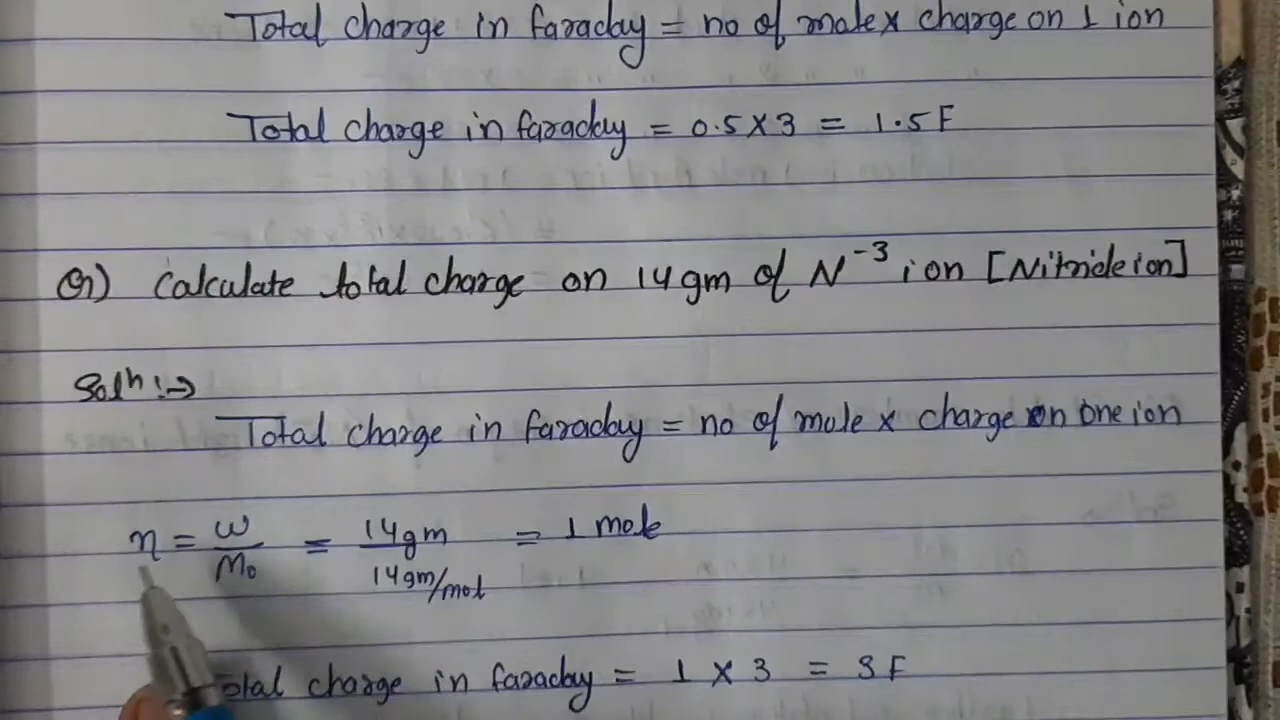 Total charge in faraday = no of mole x charge on 1 ion
Total charge in faraday = 0.5 X 3 = 1.5 F
Q) Calculate total charge on 14 gm of N⁻³ ion [Nitride ion]
Solⁿ :→
Total charge in faraday = no of mole x charge on one ion
n = w/M₀ = 14gm/14gm/mol = 1 mole
otal charge in faraday = 1 X 3 = 3 F